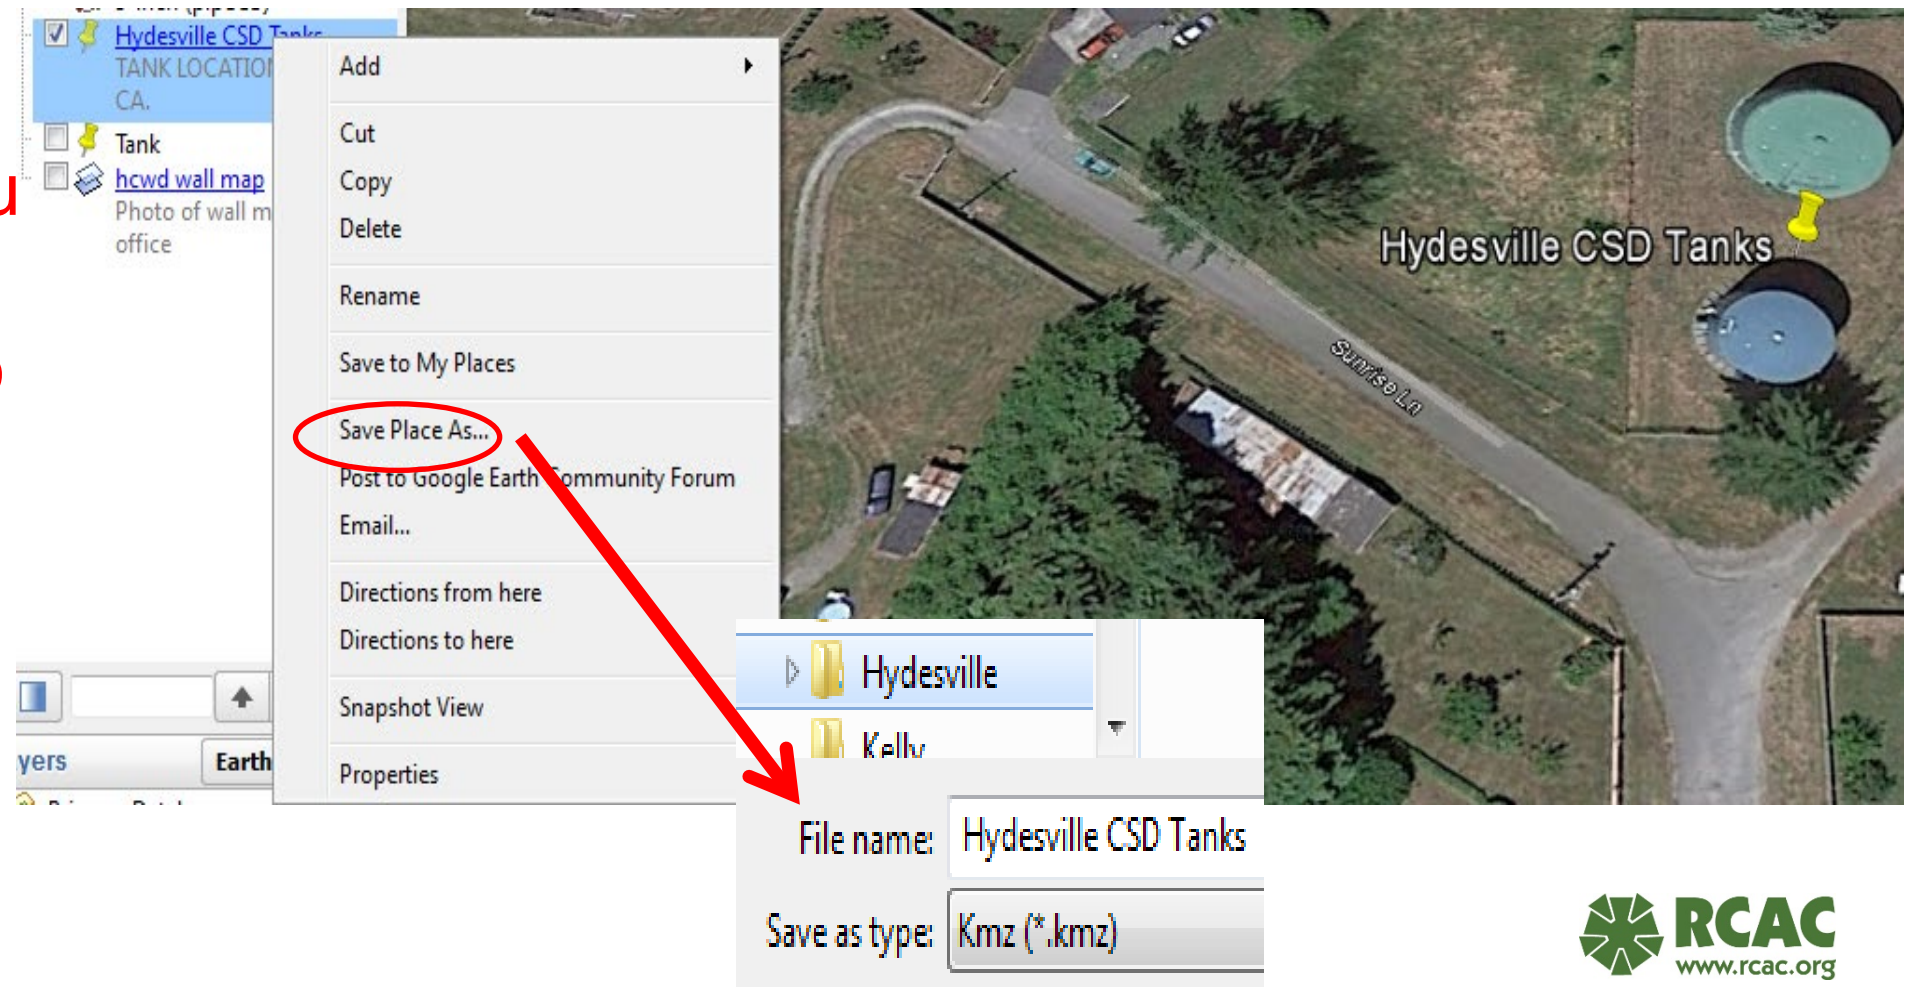 Hydesville CSD Tanks
TANK LOCATION
CA.
Tank
hcwd wall map
Photo of wall m
office
u
Add
Cut
Copy
Delete
Rename
Save to My Places
Save Place As...
Post to Google Earth Community Forum
Email...
Directions from here
Directions to here
Snapshot View
Properties
yers
Earth
Hydesville CSD Tanks
Sunrise Ln
Hydesville
Kelly
File name: Hydesville CSD Tanks
Save as type: Kmz (*.kmz)
RCAC
www.rcac.org